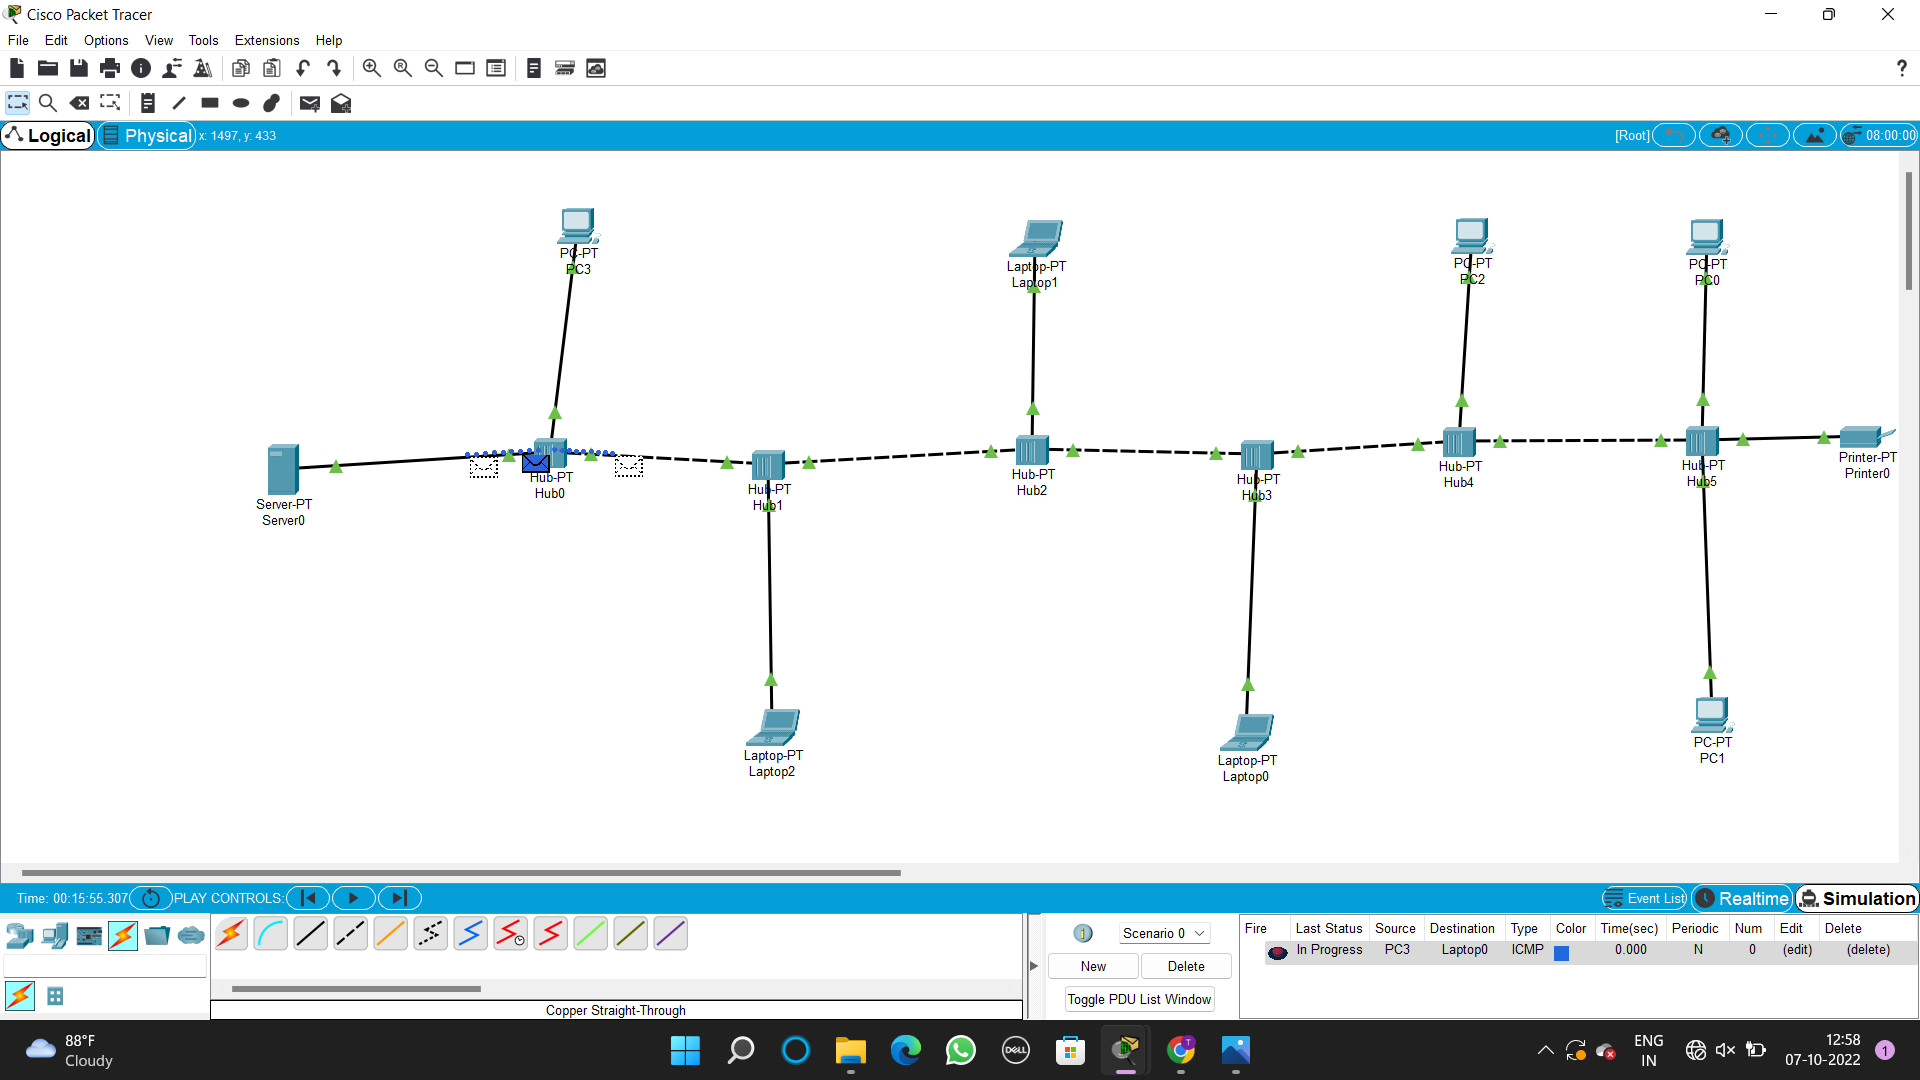 Cisco Packet Tracer
File Edit Options View Tools Extensions Help
?
Logical Physical x: 1497, y: 433 [Root] 08:00:00
PC-PT
PC3
Laptop-PT
Laptop1
PC-PT
PC2
PC-PT
PC0
Server-PT
Server0
Hub-PT
Hub0
Hub-PT
Hub1
Hub-PT
Hub2
Hub-PT
Hub3
Hub-PT
Hub4
Hub-PT
Hub5
Printer-PT
Printer0
Laptop-PT
Laptop2
Laptop-PT
Laptop0
PC-PT
PC1
Time: 00:15:55.307 PLAY CONTROLS: Event List Realtime Simulation
1 Scenario 0
New Delete
Toggle PDU List Window
Fire Last Status Source Destination Type Color Time(sec) Periodic Num Edit Delete
In Progress PC3 Laptop0 ICMP 0.000 N 0 (edit) (delete)
Copper Straight-Through
88°F
Cloudy
DELL
T
ENG
IN
12:58
07-10-2022
1